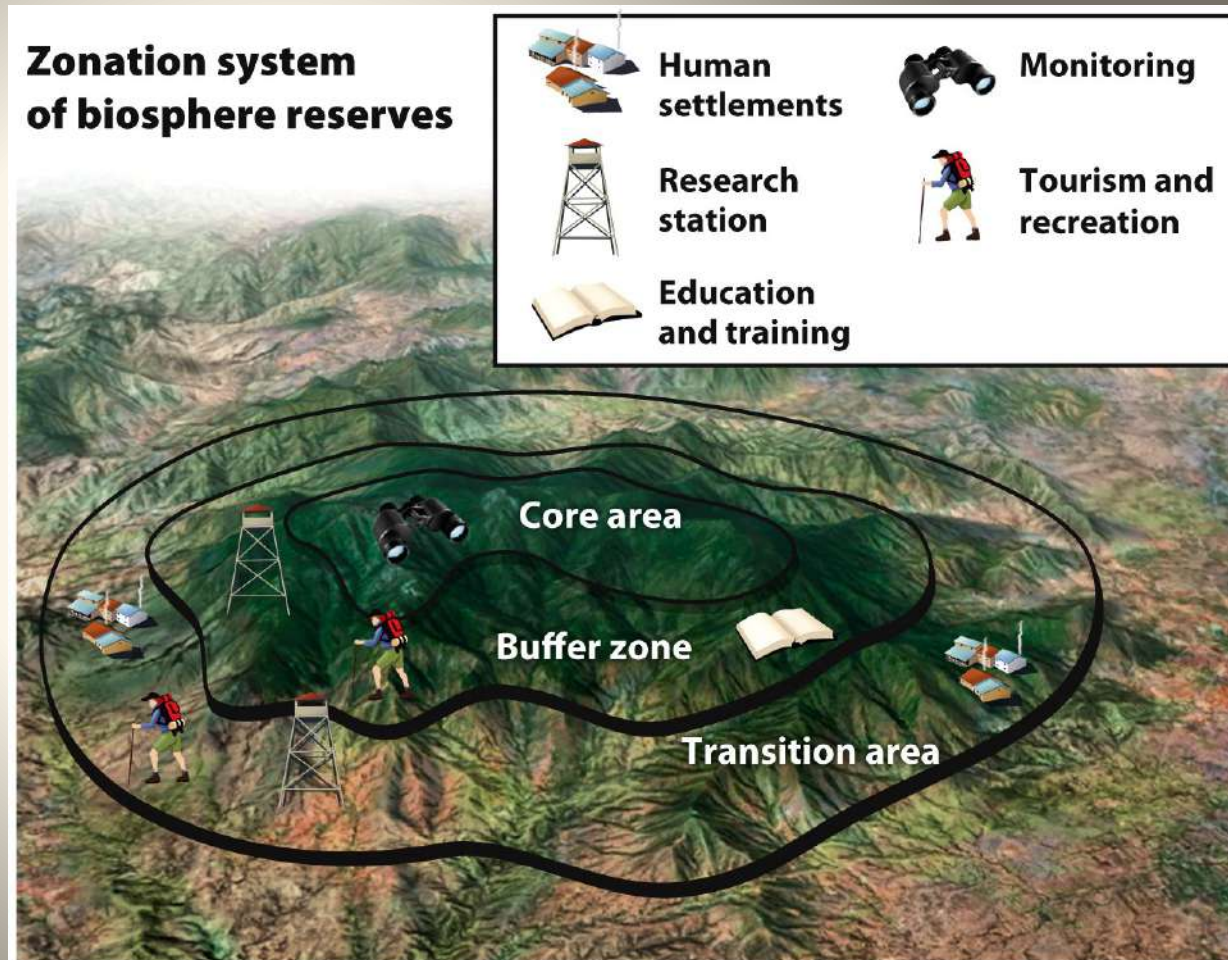 Zonation system
of biosphere reserves
Human
settlements
Monitoring
Research
station
Tourism and
recreation
Education
and training
Core area
Buffer zone
Transition area